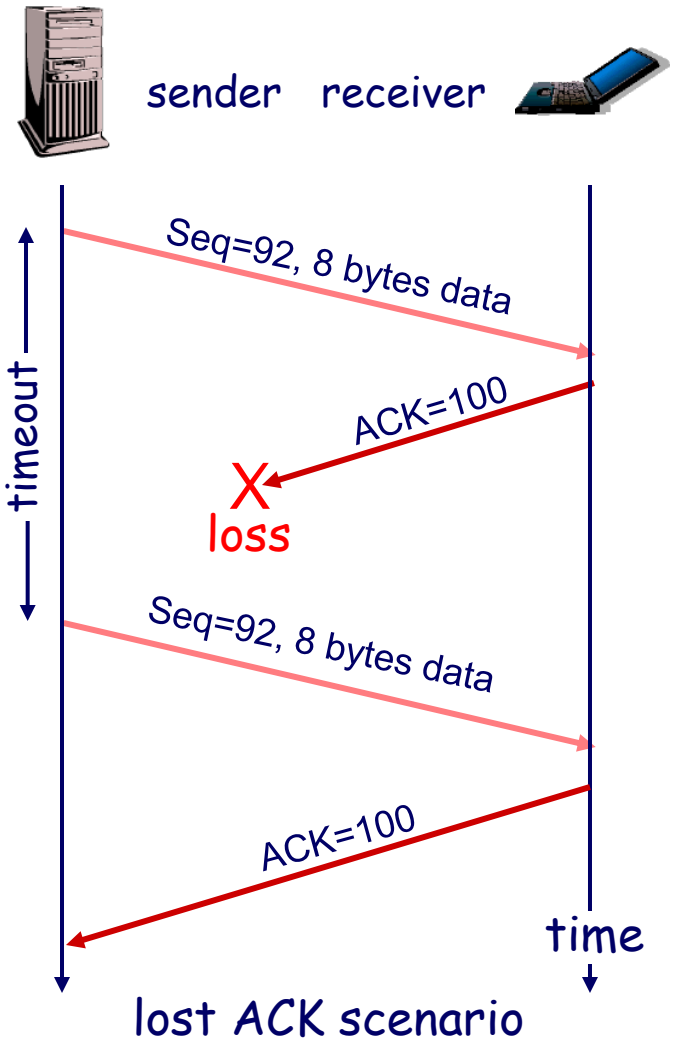 sender receiver
Seq=92, 8 bytes data
ACK=100
timeout
X
loss
Seq=92, 8 bytes data
ACK=100
time
lost ACK scenario